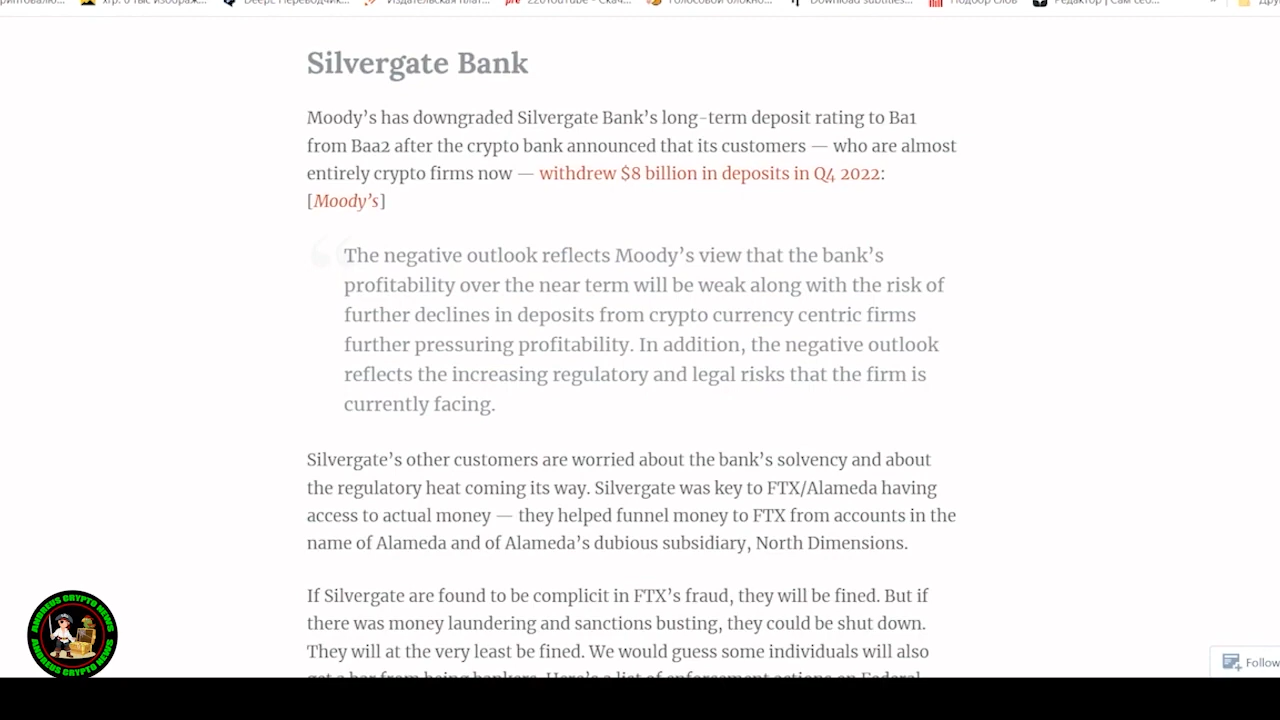 Silvergate Bank
Moody's has downgraded Silvergate Bank's long-term deposit rating to Ba1
from Baa2 after the crypto bank announced that its customers — who are almost
entirely crypto firms now — withdrew $8 billion in deposits in Q4 2022:
[Moody's]
The negative outlook reflects Moody's view that the bank's
profitability over the near term will be weak along with the risk of
further declines in deposits from crypto currency centric firms
further pressuring profitability. In addition, the negative outlook
reflects the increasing regulatory and legal risks that the firm is
currently facing.
Silvergate's other customers are worried about the bank's solvency and about
the regulatory heat coming its way. Silvergate was key to FTX/Alameda having
access to actual money — they helped funnel money to FTX from accounts in the
name of Alameda and of Alameda's dubious subsidiary, North Dimensions.
If Silvergate are found to be complicit in FTX's fraud, they will be fined. But if
there was money laundering and sanctions busting, they could be shut down.
They will at the very least be fined. We would guess some individuals will also
Follow
ANDREUS CRYPTO NEWS
ANDREUS CRYPTO NEWS